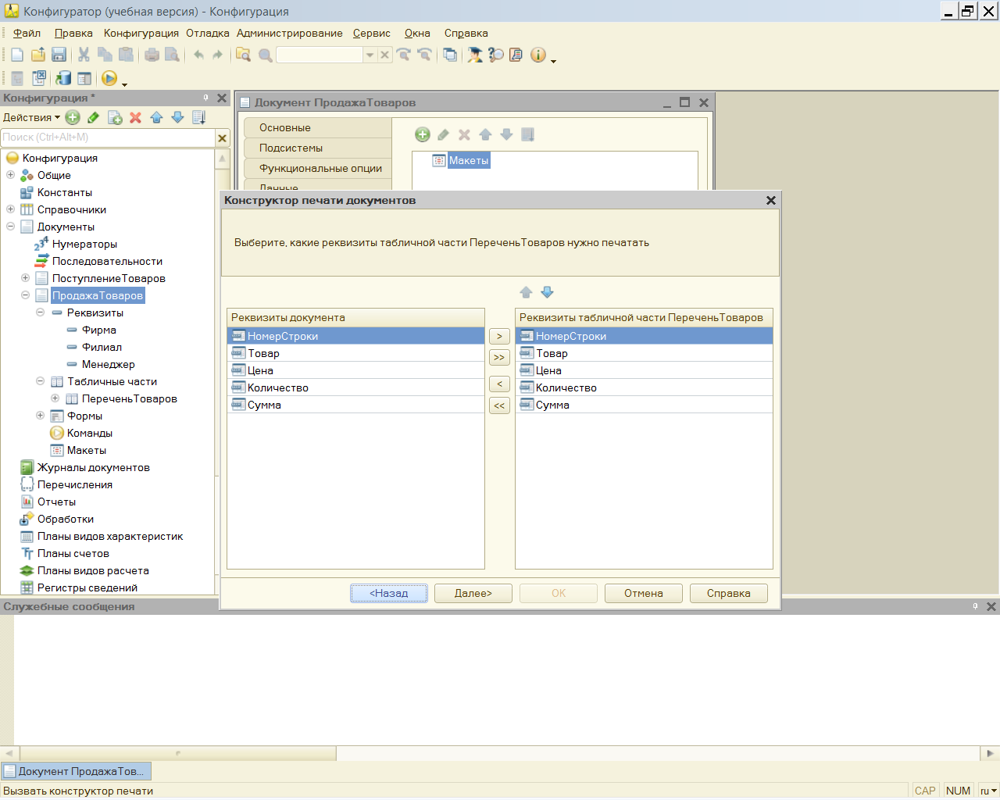 Конфигуратор (учебная версия) - Конфигурация
Файл Правка Конфигурация Отладка Администрирование Сервис Окна Справка
Конфигурация *
Действия
Поиск (Ctrl+Alt+M)
Конфигурация
Общие
Константы
Справочники
Документы
Нумераторы
Последовательности
ПоступлениеТоваров
ПродажаТоваров
Реквизиты
Фирма
Филиал
Менеджер
Табличные части
ПереченьТоваров
Формы
Команды
Макеты
Журналы документов
Перечисления
Отчеты
Обработки
Планы видов характеристик
Планы счетов
Планы видов расчета
Регистры сведений
Документ ПродажаТоваров
Основные
Подсистемы
Функциональные опции
Данные
Макеты
Конструктор печати документов
Выберите, какие реквизиты табличной части ПереченьТоваров нужно печатать
Реквизиты документа
НомерСтроки
Товар
Цена
Количество
Сумма
>
>>
<
<<
Реквизиты табличной части ПереченьТоваров
НомерСтроки
Товар
Цена
Количество
Сумма
<Назад Далее> ОК Отмена Справка
Служебные сообщения
Документ ПродажаТов...
Вызвать конструктор печати CAP NUM ru